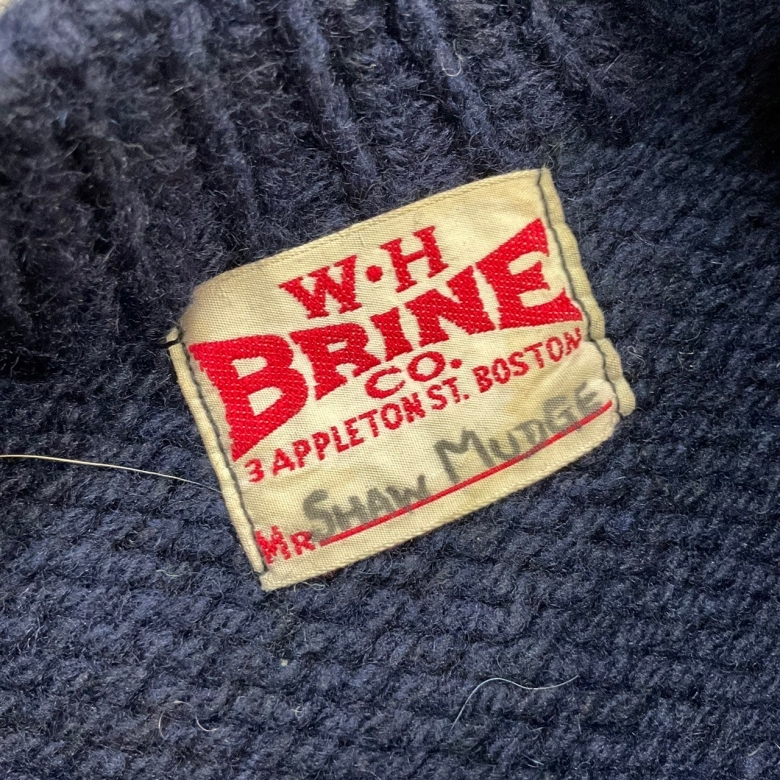 W·H
BRINE
CO.
3 APPLETON ST. BOSTON
MR. SHAW MUDGE